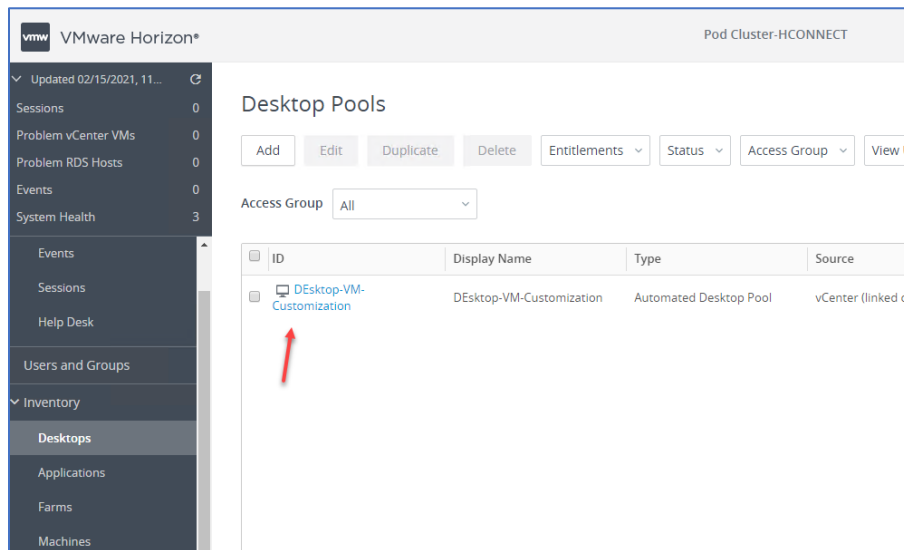 vmw VMware Horizon®
Pod Cluster-HCONNECT
Updated 02/15/2021, 11...
Sessions 0
Problem vCenter VMs 0
Problem RDS Hosts 0
Events 0
System Health 3
Events
Sessions
Help Desk
Users and Groups
Inventory
Desktops
Applications
Farms
Machines
Desktop Pools
Add Edit Duplicate Delete Entitlements Status Access Group View
Access Group All
ID Display Name Type Source
DEsktop-VM-
Customization DEsktop-VM-Customization Automated Desktop Pool vCenter (linked